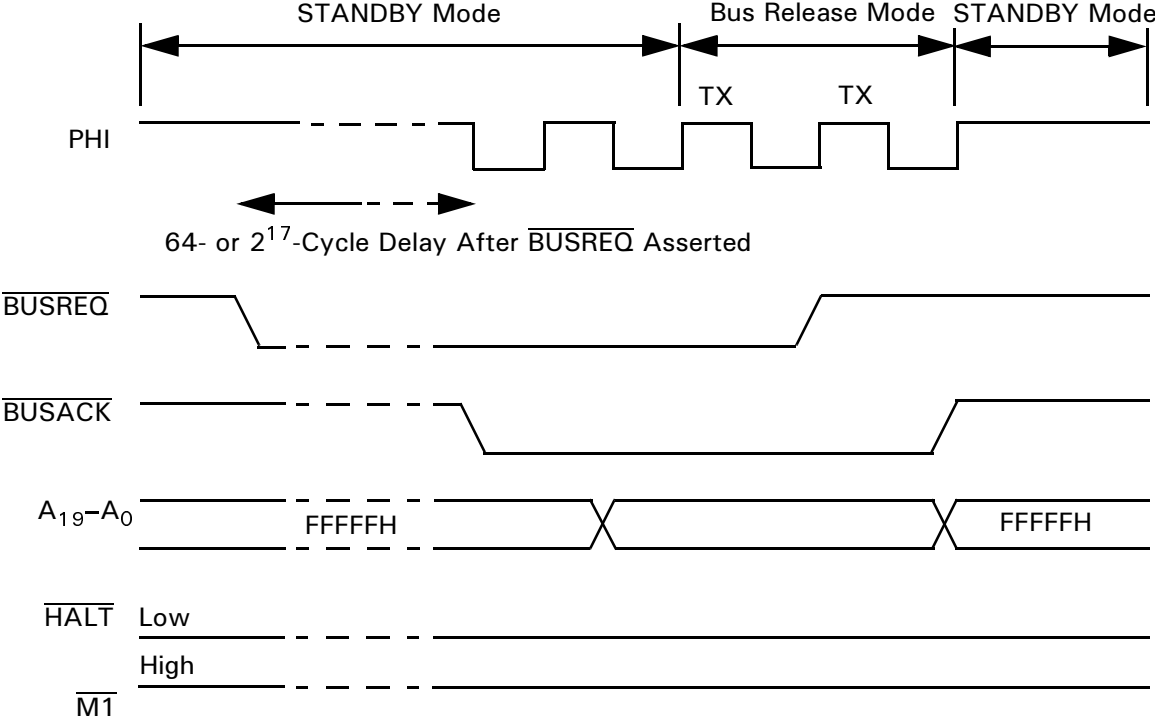 STANDBY Mode
Bus Release Mode
STANDBY Mode
TX
TX
PHI
64- or 2¹⁷-Cycle Delay After BUSREQ Asserted
BUSREQ
BUSACK
A₁₉–A₀
FFFFFH
FFFFFH
HALT
Low
High
M1